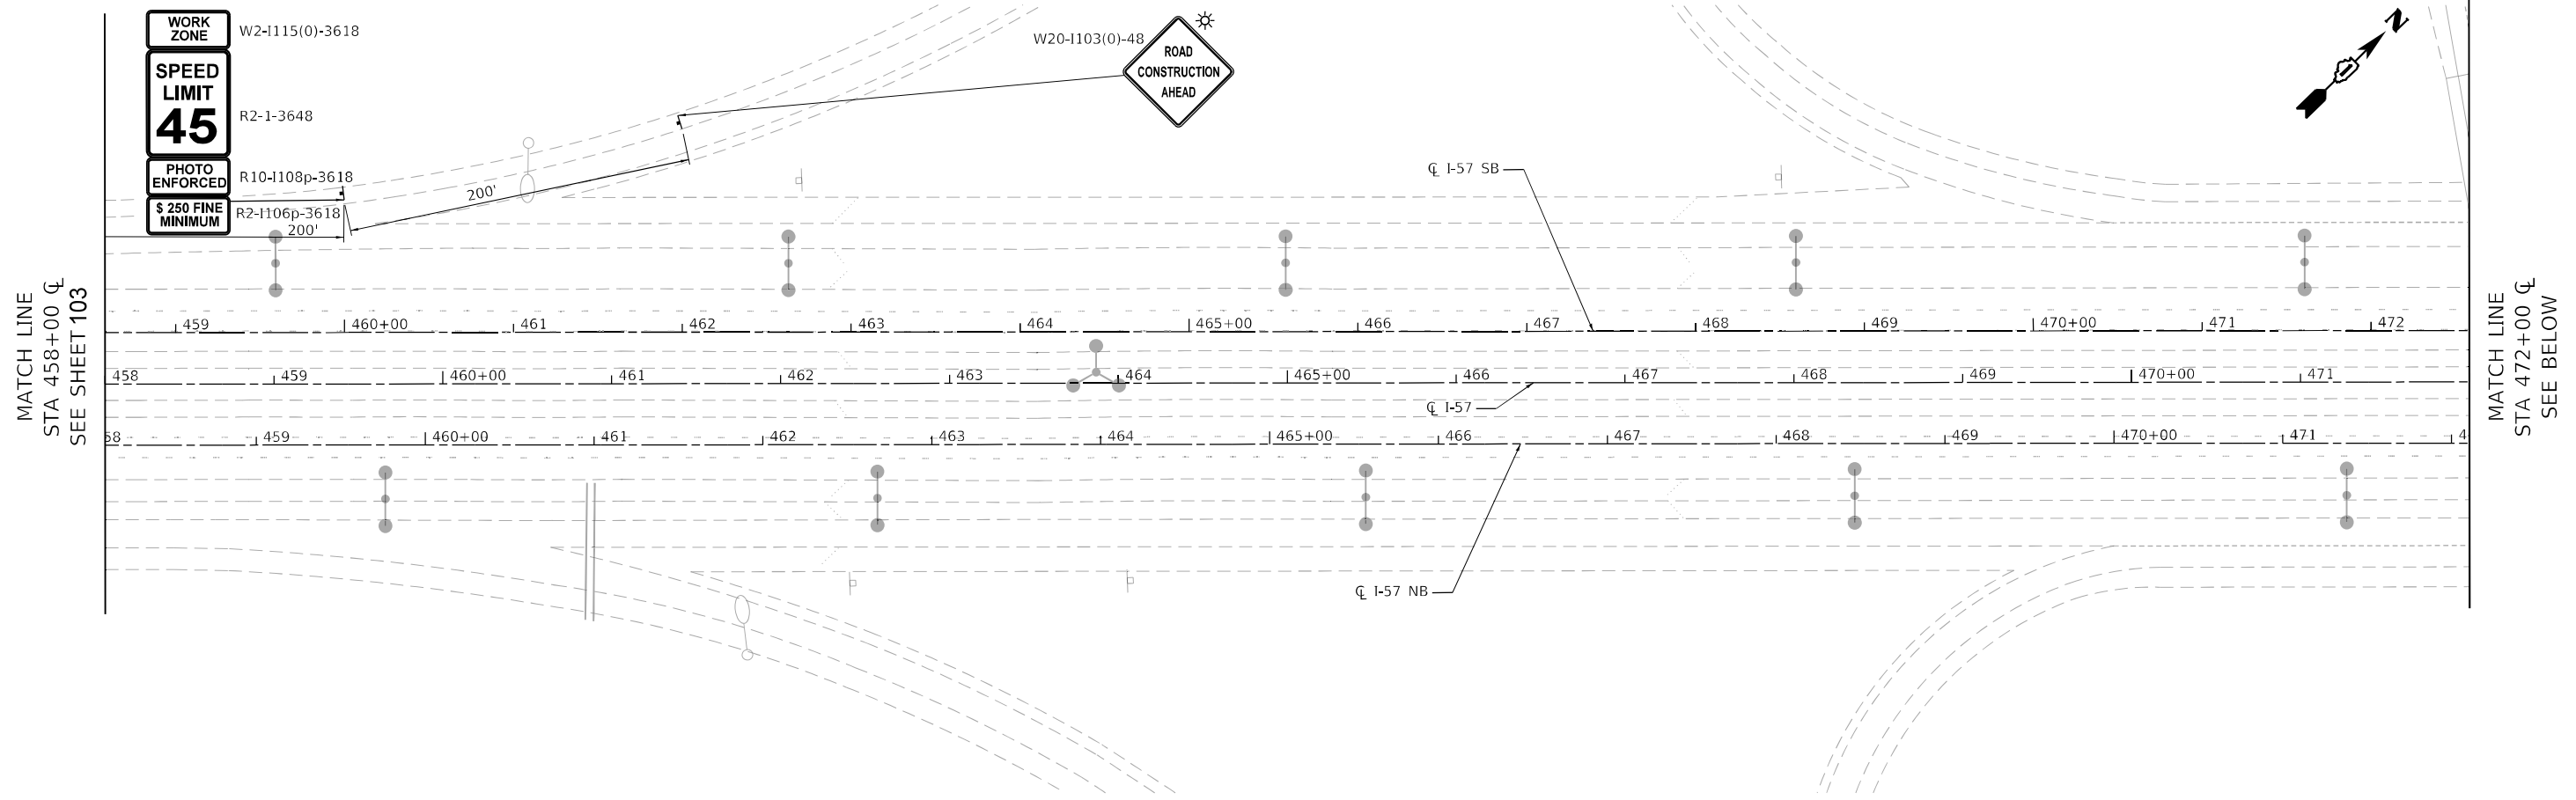 WORK
ZONE
W2-I115(0)-3618
SPEED
LIMIT
45
R2-1-3648
PHOTO
ENFORCED
R10-I108p-3618
$ 250 FINE
MINIMUM
R2-I106p-3618
200'
200'
W20-I103(0)-48
ROAD
CONSTRUCTION
AHEAD
N
MATCH LINE
STA 458+00 ℄
SEE SHEET 103
℄ I-57 SB
459 460+00 461 462 463 464 465+00 466 467 468 469 470+00 471 472
458 459 460+00 461 462 463 464 465+00 466 467 468 469 470+00 471
℄ I-57
58 459 460+00 461 462 463 464 465+00 466 467 468 469 470+00 471 4
℄ I-57 NB
MATCH LINE
STA 472+00 ℄
SEE BELOW